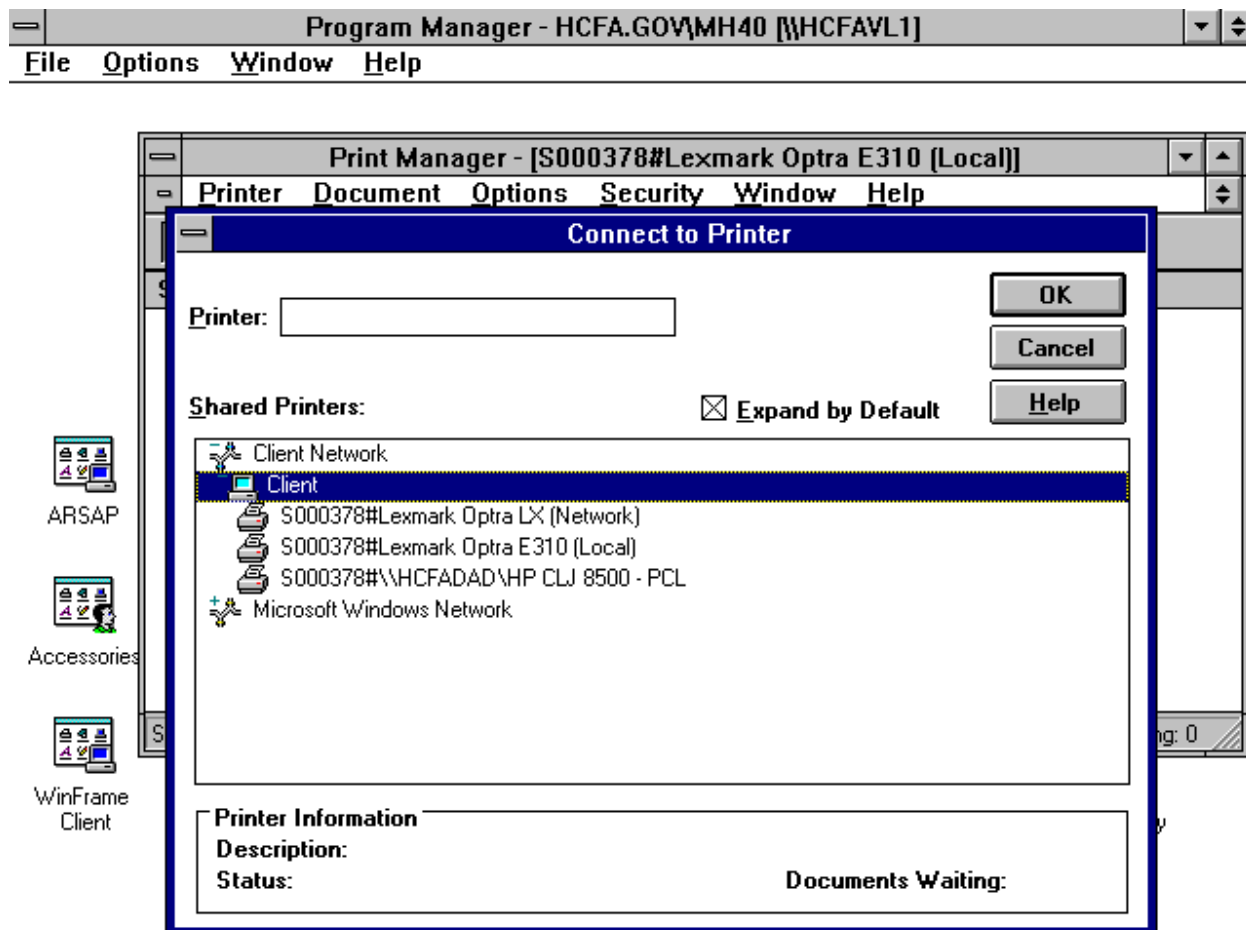 Program Manager - HCFA.GOV\MH40 [\\HCFAVL1]
File Options Window Help
Print Manager - [S000378#Lexmark Optra E310 (Local)]
Printer Document Options Security Window Help
Connect to Printer
OK
Printer:
Cancel
Shared Printers:
Expand by Default
Help
Client Network
Client
S000378#Lexmark Optra LX (Network)
S000378#Lexmark Optra E310 (Local)
S000378#\\HCFADAD\HP CLJ 8500 - PCL
Microsoft Windows Network
ARSAP
Accessories
WinFrame
Client
S
ng: 0
y
Printer Information
Description:
Status:
Documents Waiting: